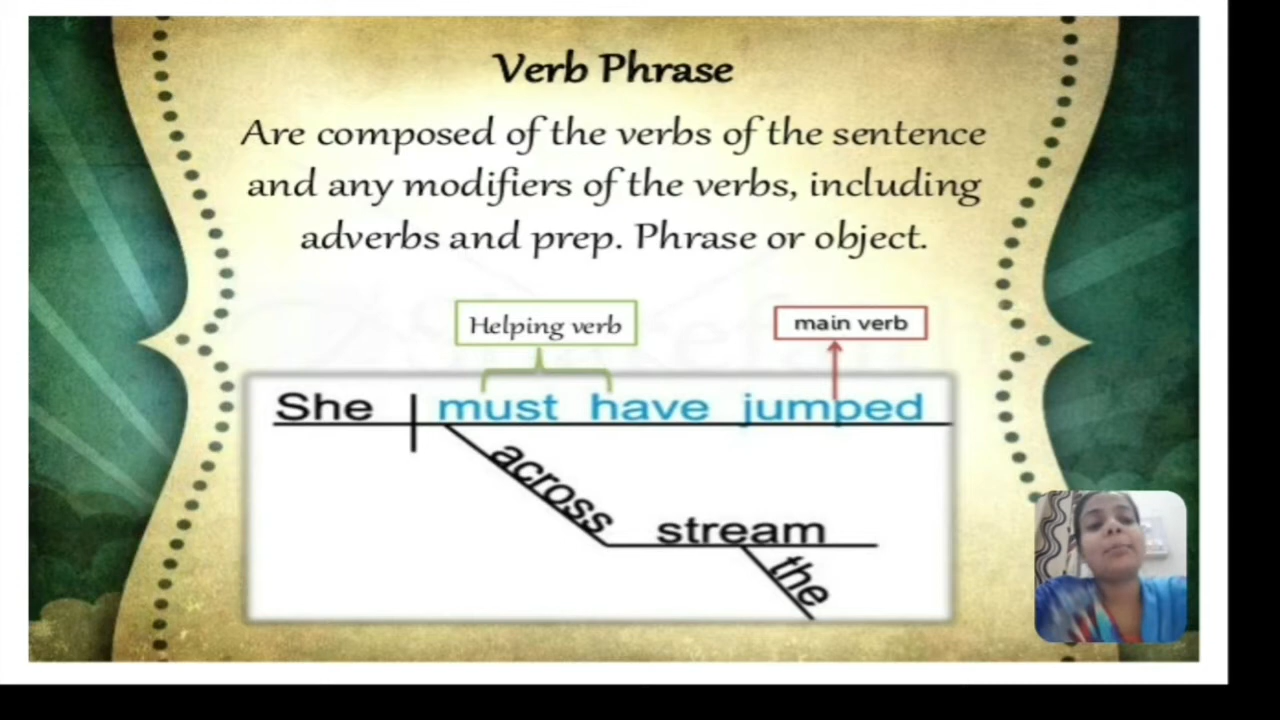 Verb Phrase
Are composed of the verbs of the sentence
and any modifiers of the verbs, including
adverbs and prep. Phrase or object.
Helping verb
main verb
She must have jumped
across
stream
the